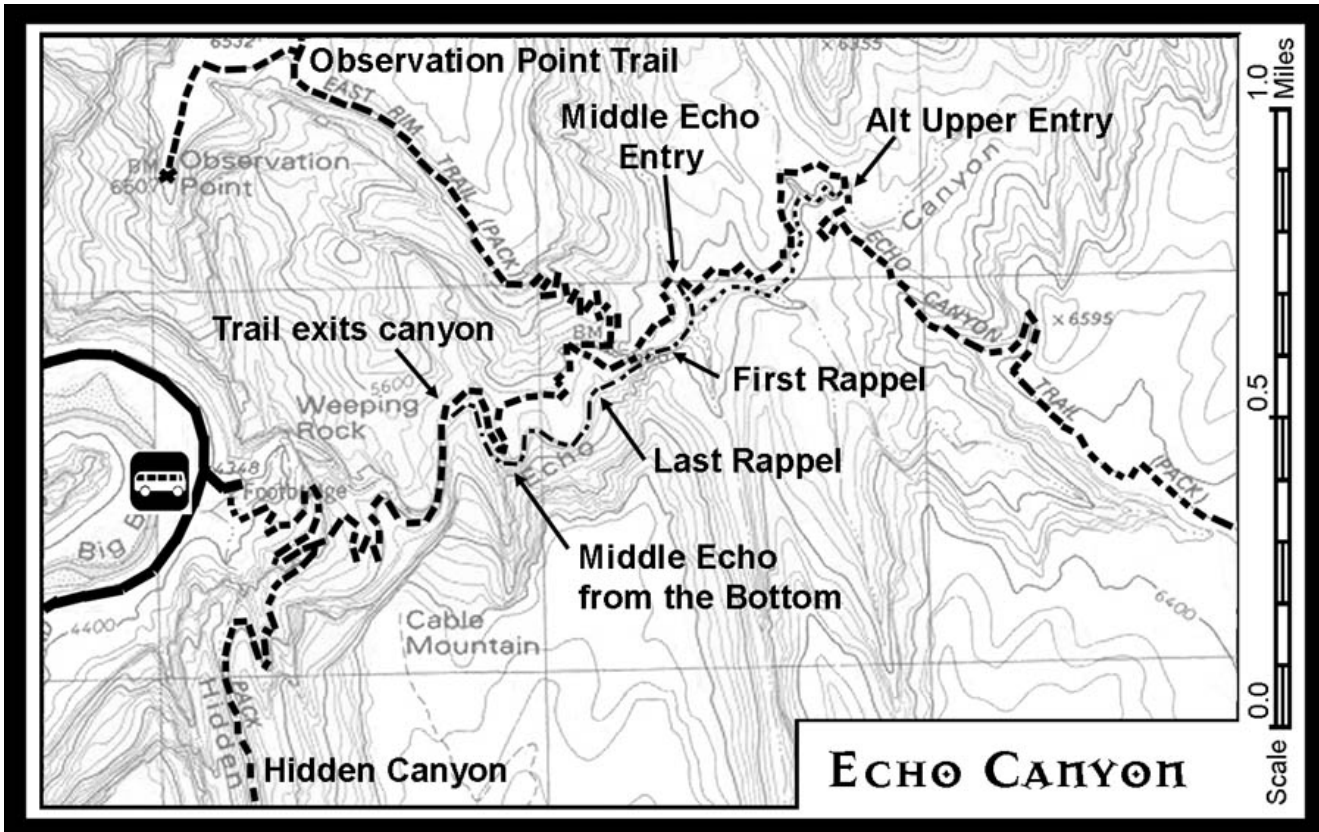 6532
Observation Point Trail
× 6355
1.0
Miles
EAST RIM
TRAIL (PACK)
Middle Echo
Entry
Alt Upper Entry
BM
6507
Observation
Point
Canyon
ECHO
CANYON
TRAIL
(PACK)
× 6595
Trail exits canyon
BM
5600
Weeping
Rock
First Rappel
0.5
Last Rappel
Echo
4348
Footbridge
Big
Middle Echo
from the Bottom
4400
Cable
Mountain
6400
PACK
Hidden
Hidden Canyon
0.0
Scale
Echo Canyon